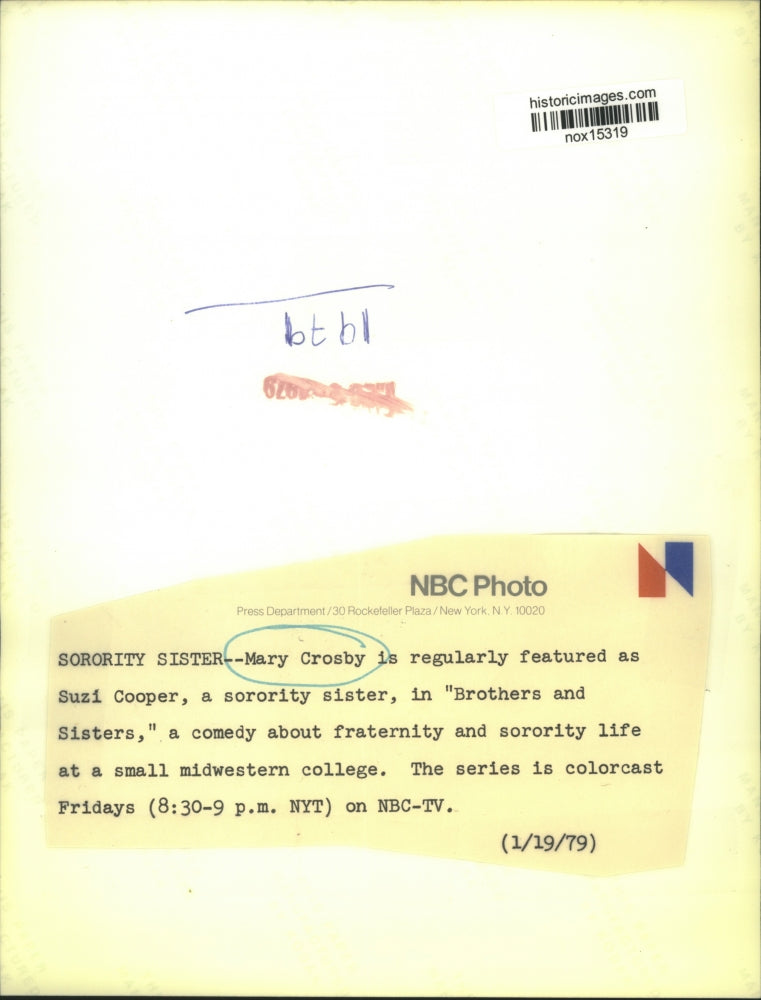 historicimages.com
nox15319
1979
NBC Photo
Press Department / 30 Rockefeller Plaza / New York, N.Y. 10020
SORORITY SISTER--Mary Crosby is regularly featured as
Suzi Cooper, a sorority sister, in "Brothers and
Sisters," a comedy about fraternity and sorority life
at a small midwestern college. The series is colorcast
Fridays (8:30-9 p.m. NYT) on NBC-TV.
(1/19/79)